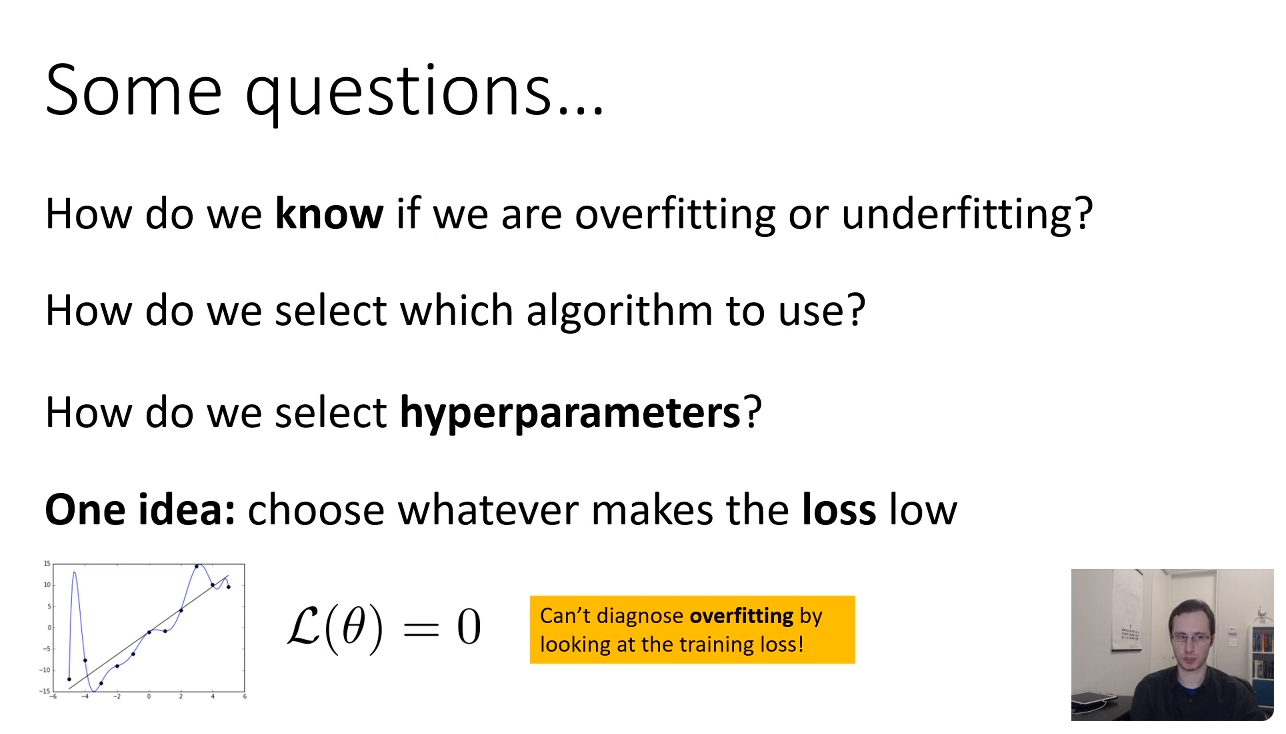 Some questions…
How do we know if we are overfitting or underfitting?
How do we select which algorithm to use?
How do we select hyperparameters?
One idea: choose whatever makes the loss low
15
10
5
0
−5
−10
−15
−6 −4 −2 0 2 4 6
ℒ(θ) = 0
Can't diagnose overfitting by
looking at the training loss!